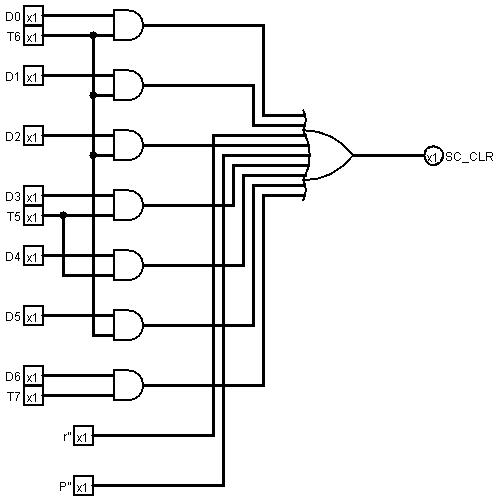 D0 x1
T6 x1
D1 x1
D2 x1
D3 x1
T5 x1
D4 x1
D5 x1
D6 x1
T7 x1
r" x1
P" x1
x1 SC_CLR